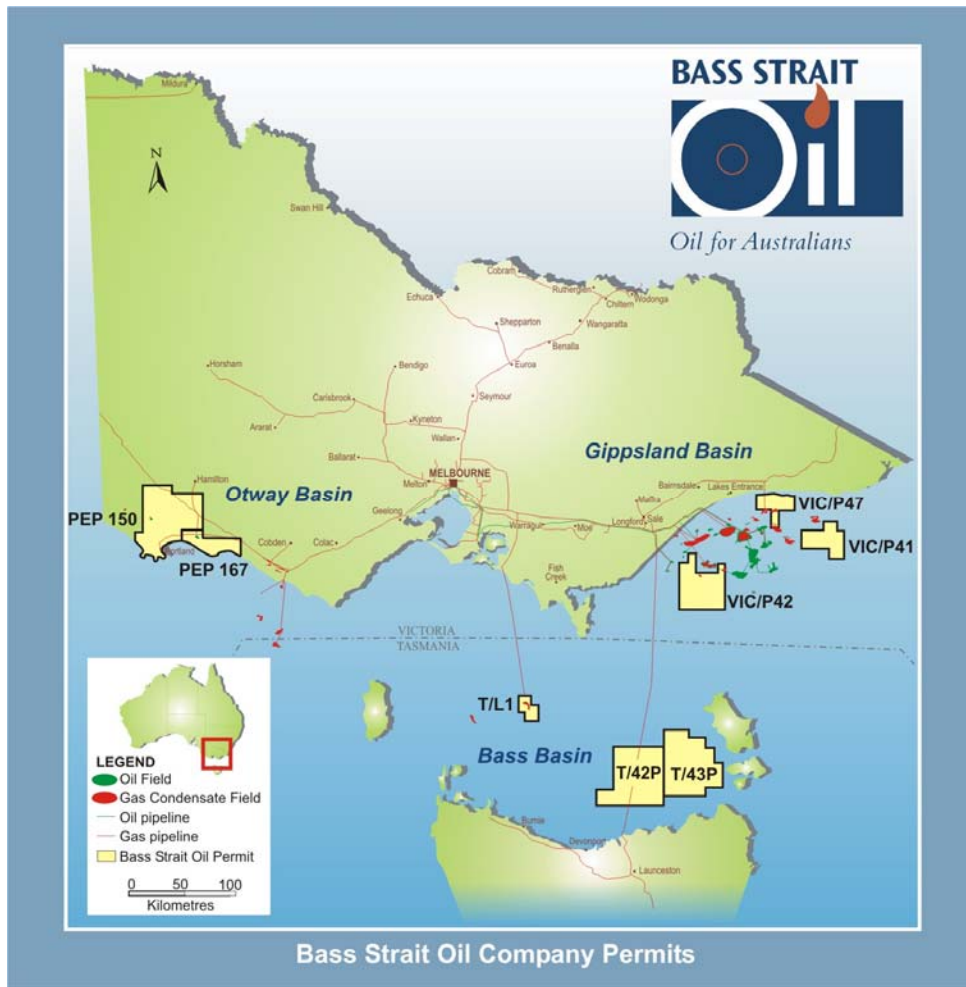 BASS STRAIT
Oil
Oil for Australians
Mildura
N
Swan Hill
Cobram
Rutherglen
Echuca
Chiltern
Wodonga
Shepparton
Wangaratta
Benalla
Horsham
Bendigo
Euroa
Carisbrook
Seymour
Ararat
Kyneton
Wallan
Gippsland Basin
Ballarat
MELBOURNE
Melton
Hamilton
Otway Basin
Bairnsdale
Lakes Entrance
VIC/P47
PEP 150
Geelong
Maffra
Sale
Longford
Warragul
Moe
Portland
Cobden
Colac
VIC/P41
PEP 167
Fish
Creek
VIC/P42
VICTORIA
TASMANIA
T/L1
Bass Basin
T/42P
T/43P
Burnie
Devonport
Launceston
LEGEND
Oil Field
Gas Condensate Field
Oil pipeline
Gas pipeline
Bass Strait Oil Permit
0 50 100
Kilometres
Bass Strait Oil Company Permits